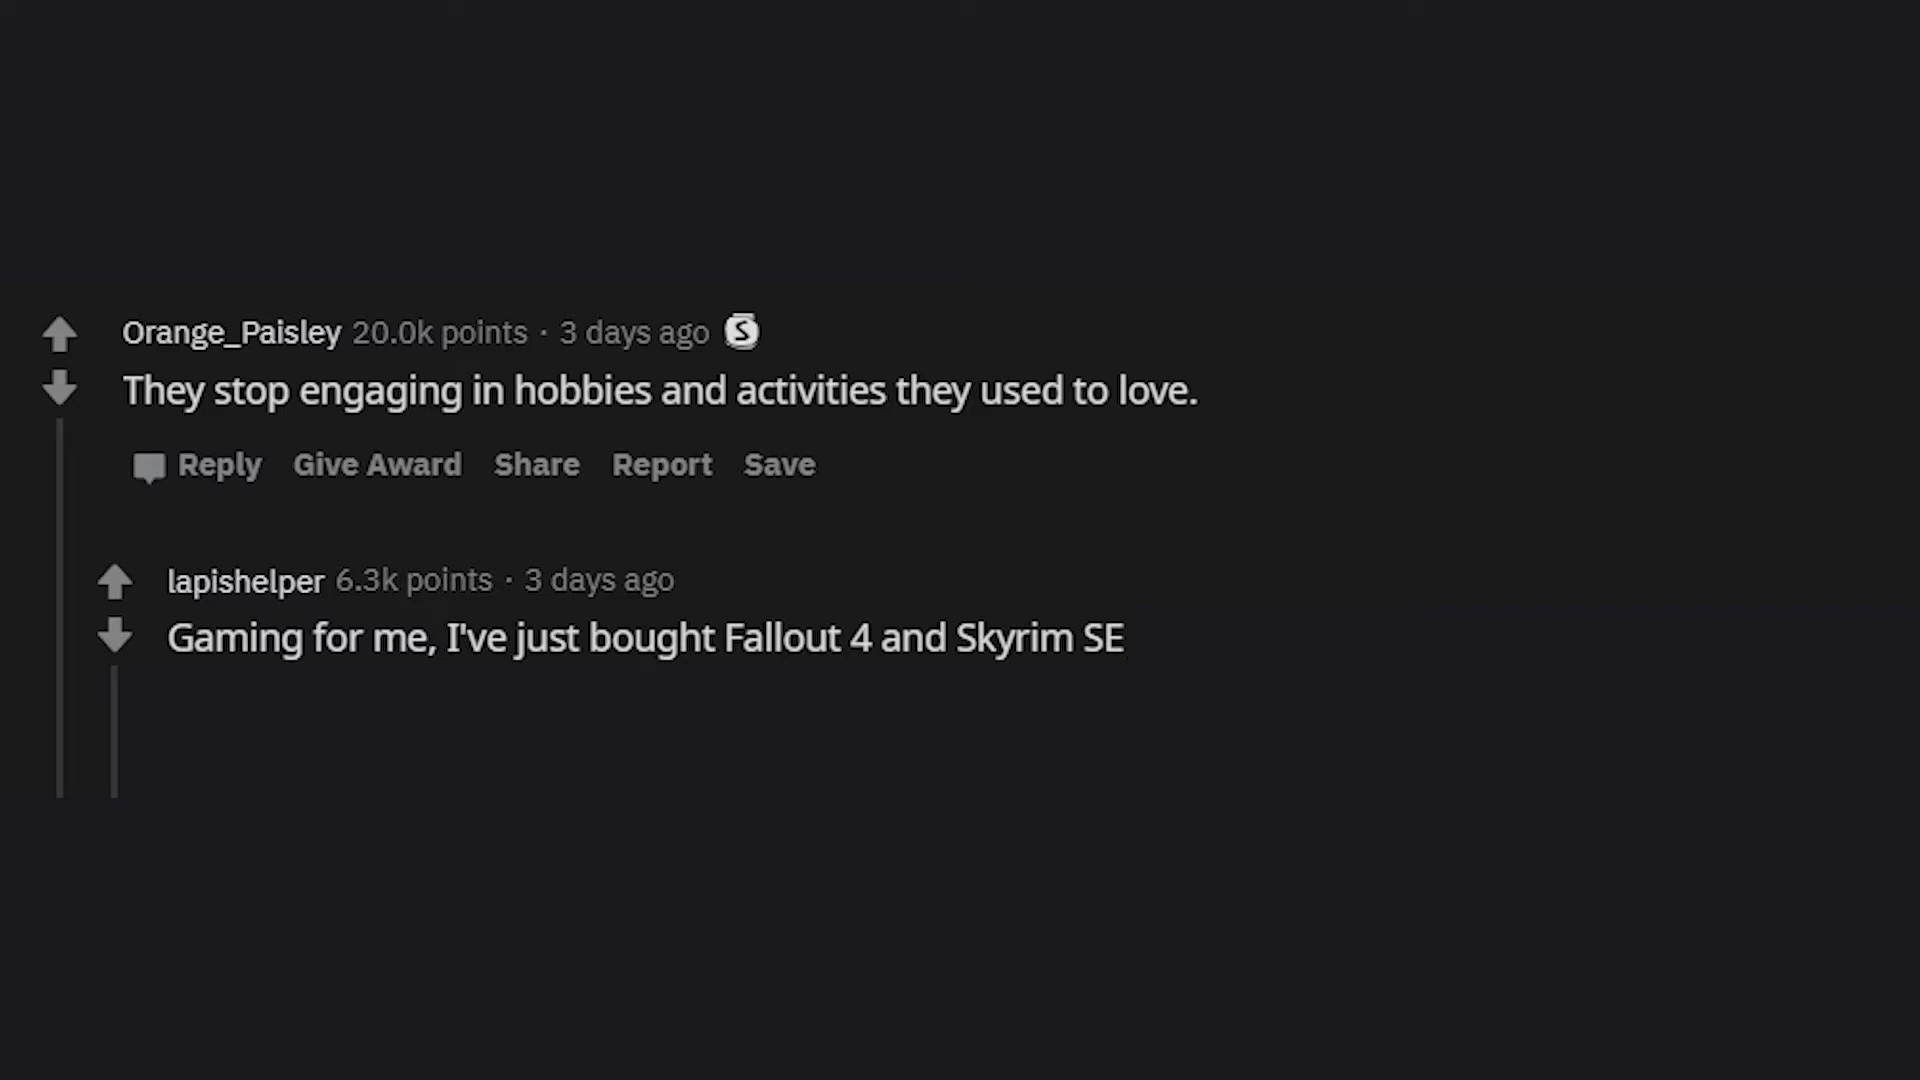 Orange_Paisley 20.0k points · 3 days ago S
They stop engaging in hobbies and activities they used to love.
Reply Give Award Share Report Save
lapishelper 6.3k points · 3 days ago
Gaming for me, I've just bought Fallout 4 and Skyrim SE